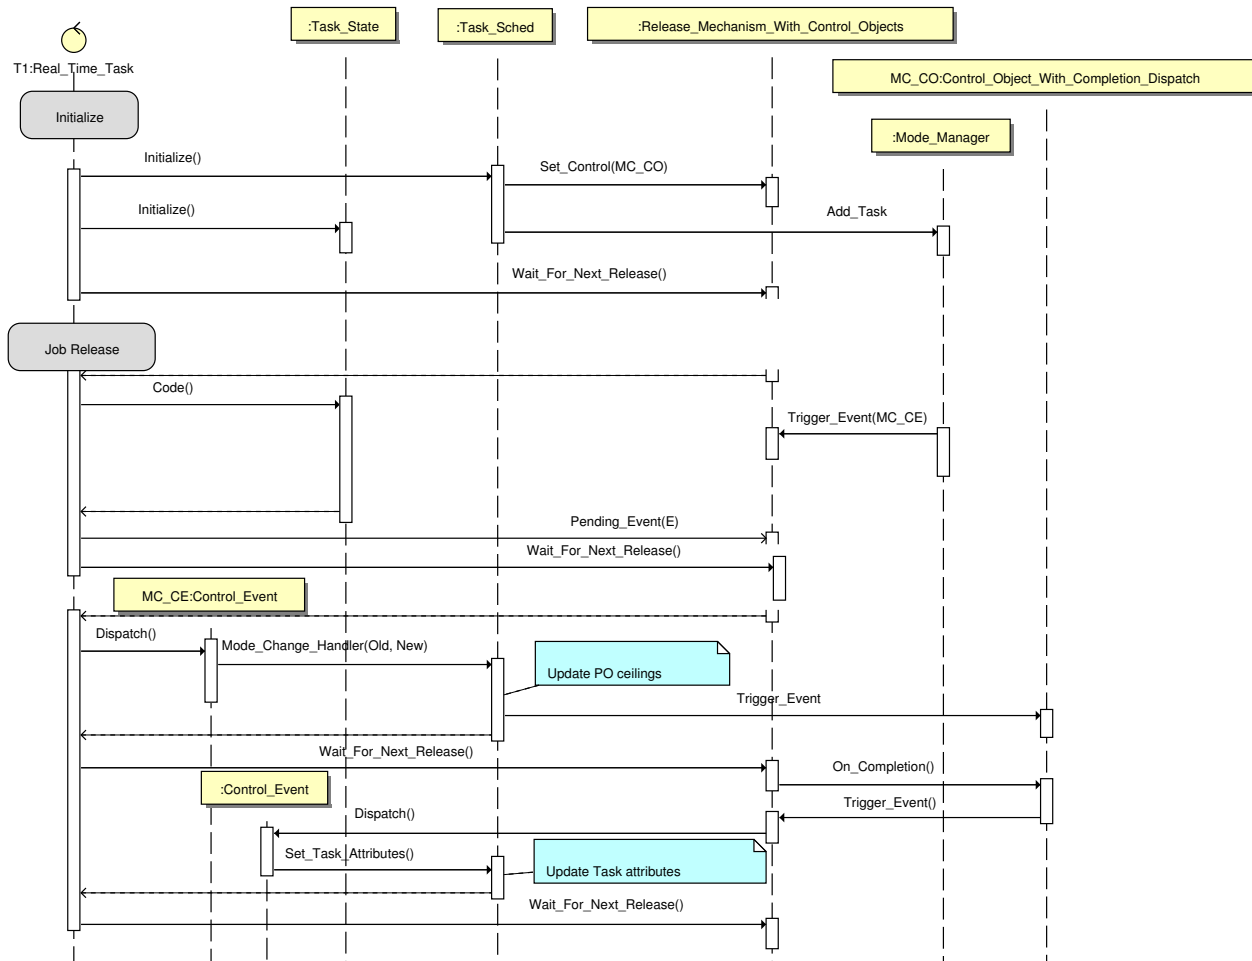 :Task_State
:Task_Sched
:Release_Mechanism_With_Control_Objects
T1:Real_Time_Task
MC_CO:Control_Object_With_Completion_Dispatch
Initialize
:Mode_Manager
Initialize()
Set_Control(MC_CO)
Initialize()
Add_Task
Wait_For_Next_Release()
Job Release
Code()
Trigger_Event(MC_CE)
Pending_Event(E)
Wait_For_Next_Release()
MC_CE:Control_Event
Dispatch()
Mode_Change_Handler(Old, New)
Update PO ceilings
Trigger_Event
Wait_For_Next_Release()
On_Completion()
:Control_Event
Trigger_Event()
Dispatch()
Set_Task_Attributes()
Update Task attributes
Wait_For_Next_Release()